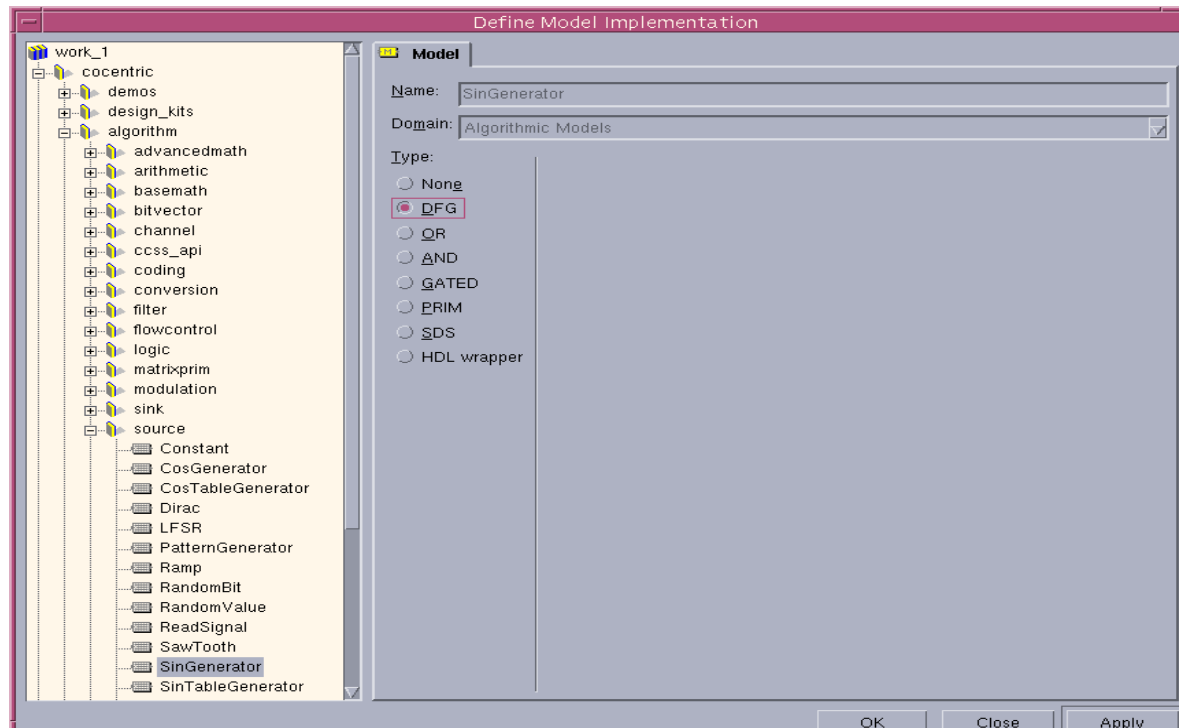 Define Model Implementation
work_1
cocentric
demos
design_kits
algorithm
advancedmath
arithmetic
basemath
bitvector
channel
ccss_api
coding
conversion
filter
flowcontrol
logic
matrixprim
modulation
sink
source
Constant
CosGenerator
CosTableGenerator
Dirac
LFSR
PatternGenerator
Ramp
RandomBit
RandomValue
ReadSignal
SawTooth
SinGenerator
SinTableGenerator
M Model
Name: SinGenerator
Domain: Algorithmic Models
Type:
None
DFG
OR
AND
GATED
PRIM
SDS
HDL wrapper
OK Close Apply